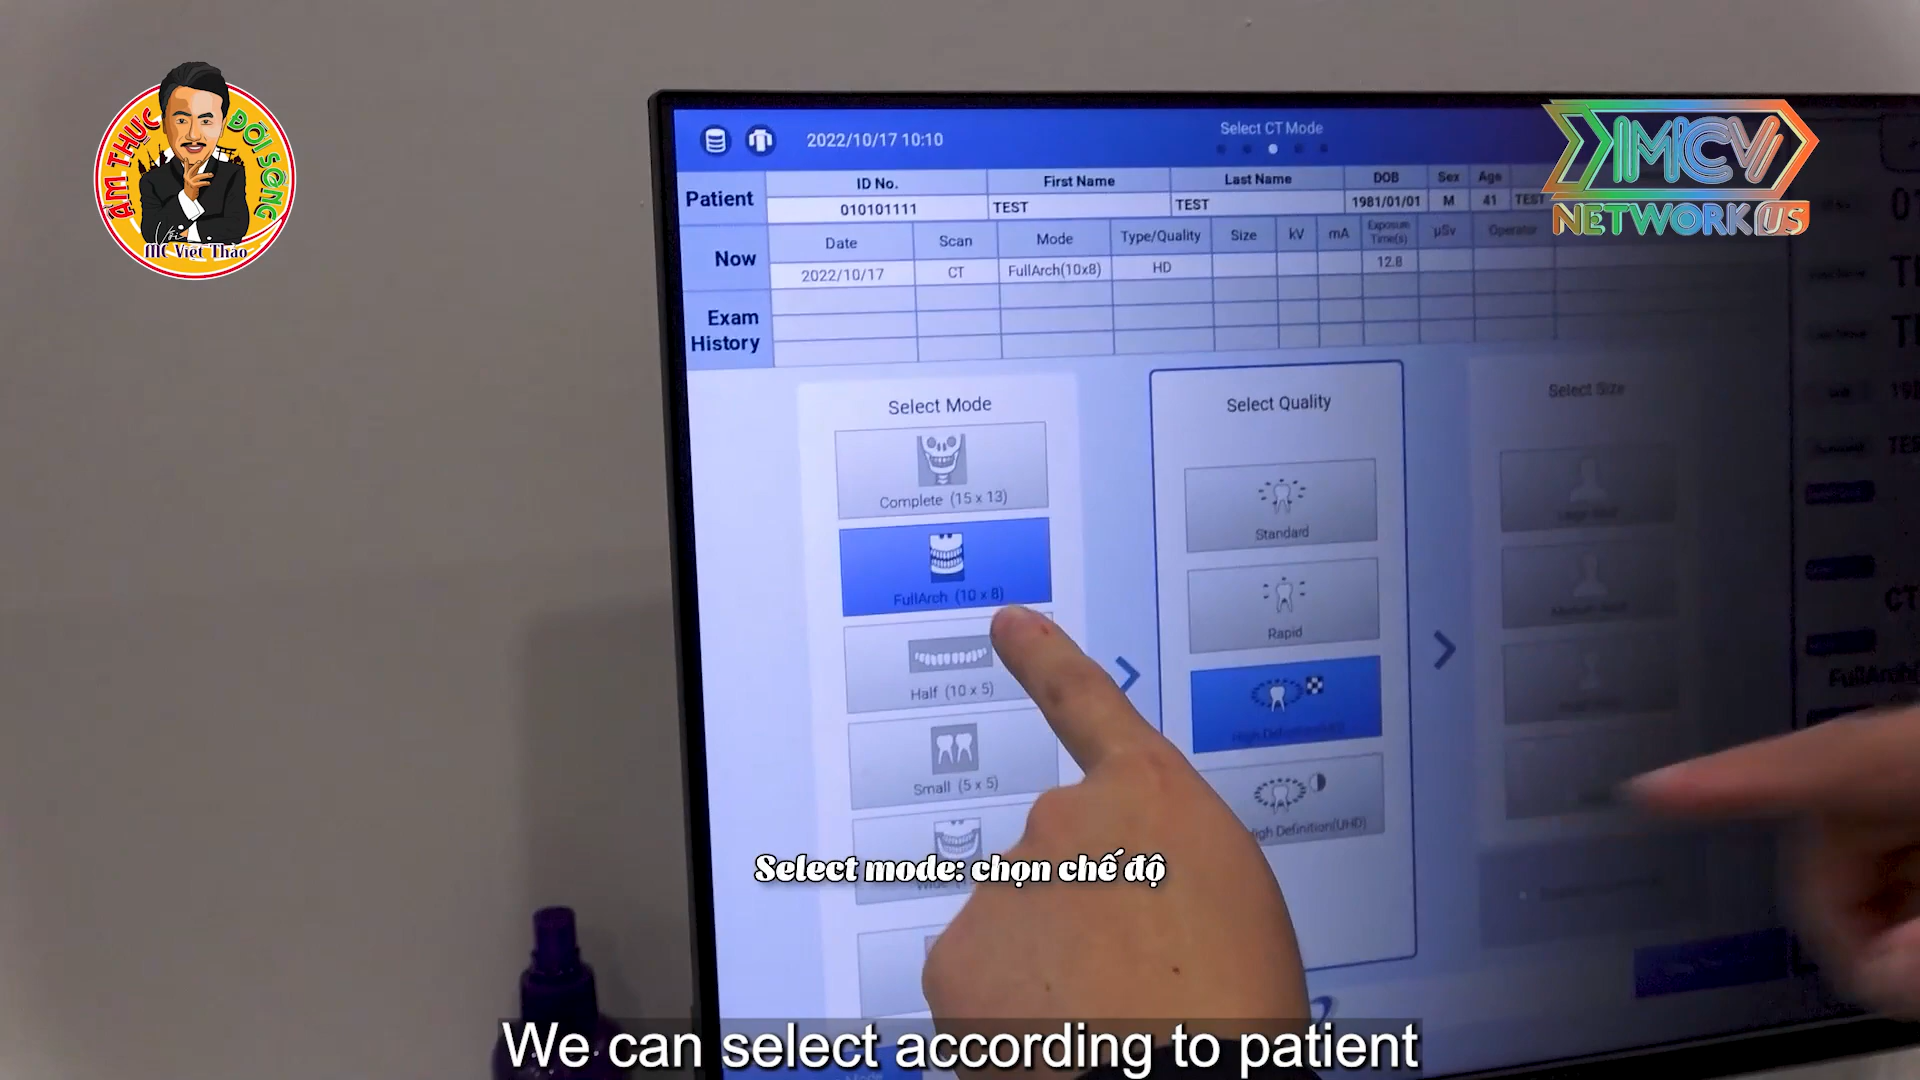 ẨM THỰC
ĐỜI SỐNG
Với
MC Việt Thảo
MCV
NETWORK US
2022/10/17 10:10
Select CT Mode
Patient
ID No.
First Name
Last Name
DOB
Sex
Age
010101111
TEST
TEST
1981/01/01
M
41
TEST
Now
Date
Scan
Mode
Type/Quality
Size
kV
mA
Exposure Time(s)
µSv
Operator
2022/10/17
CT
FullArch(10x8)
HD
12.8
Exam
History
Select Mode
Complete (15 x 13)
FullArch (10 x 8)
Half (10 x 5)
Small (5 x 5)
Select Quality
Standard
Rapid
High Definition(HD)
High Definition(UHD)
Select Size
Select mode: chọn chế độ
We can select according to patient